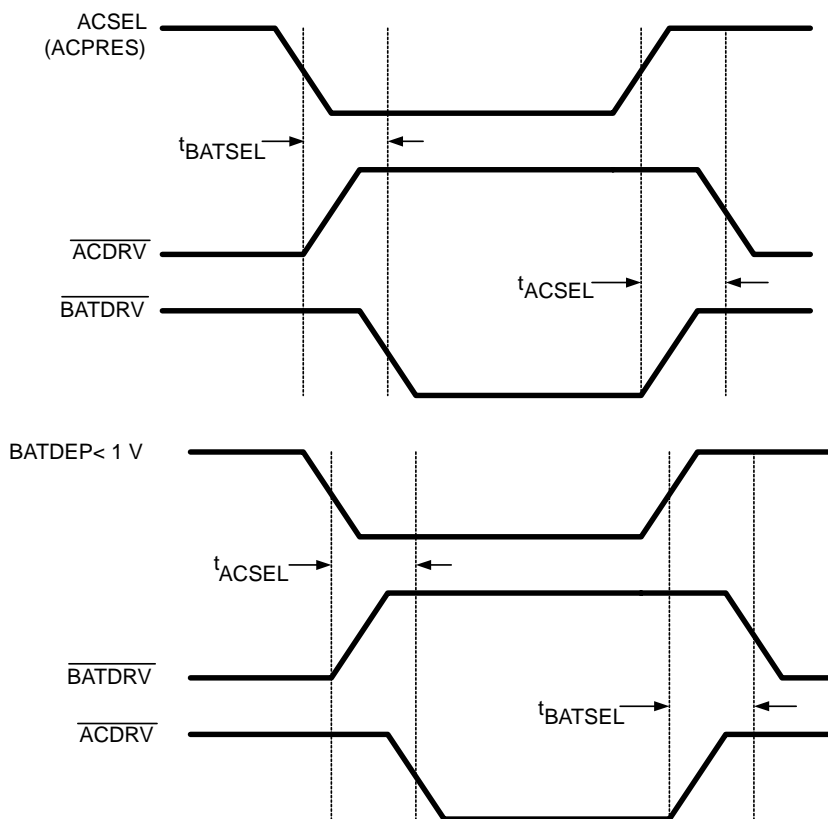 ACSEL
(ACPRES)
tBATSEL
ACDRV
tACSEL
BATDRV
BATDEP< 1 V
tACSEL
BATDRV
tBATSEL
ACDRV